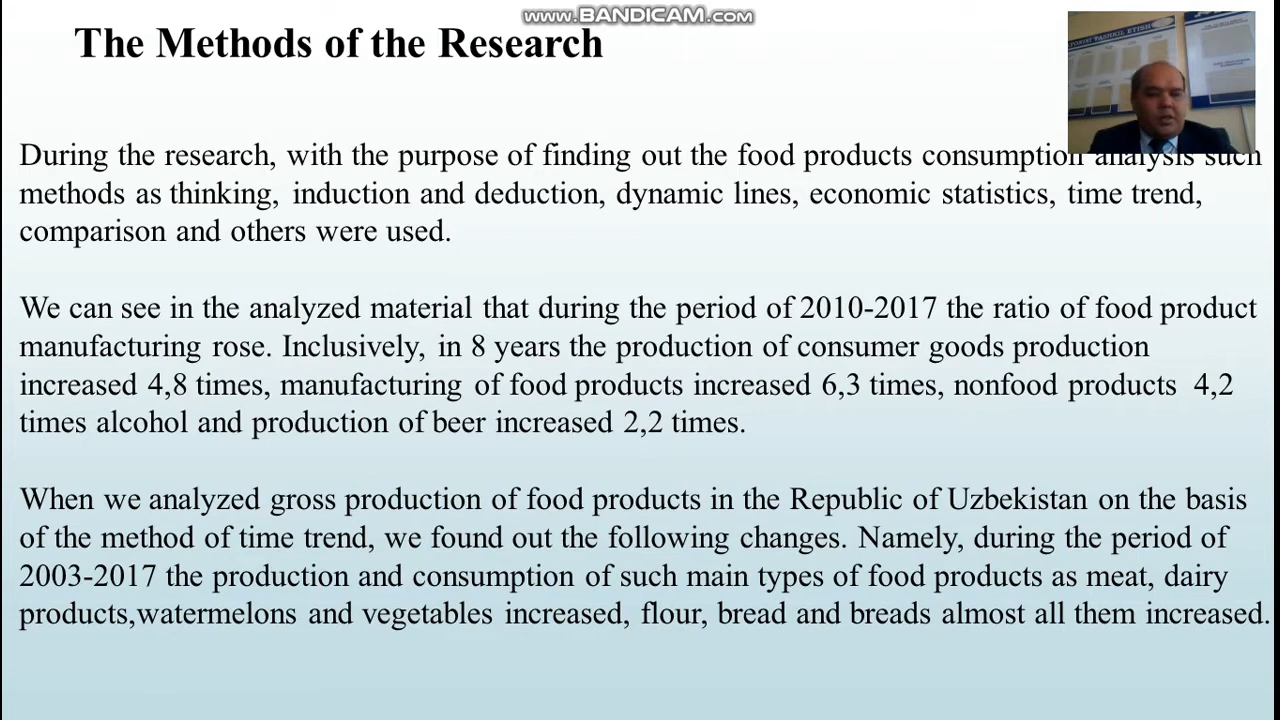 www.BANDICAM.com
The Methods of the Research
TASHKIL ETISH
During the research, with the purpose of finding out the food products consumption analysis such
methods as thinking, induction and deduction, dynamic lines, economic statistics, time trend,
comparison and others were used.
We can see in the analyzed material that during the period of 2010-2017 the ratio of food product
manufacturing rose. Inclusively, in 8 years the production of consumer goods production
increased 4,8 times, manufacturing of food products increased 6,3 times, nonfood products 4,2
times alcohol and production of beer increased 2,2 times.
When we analyzed gross production of food products in the Republic of Uzbekistan on the basis
of the method of time trend, we found out the following changes. Namely, during the period of
2003-2017 the production and consumption of such main types of food products as meat, dairy
products,watermelons and vegetables increased, flour, bread and breads almost all them increased.